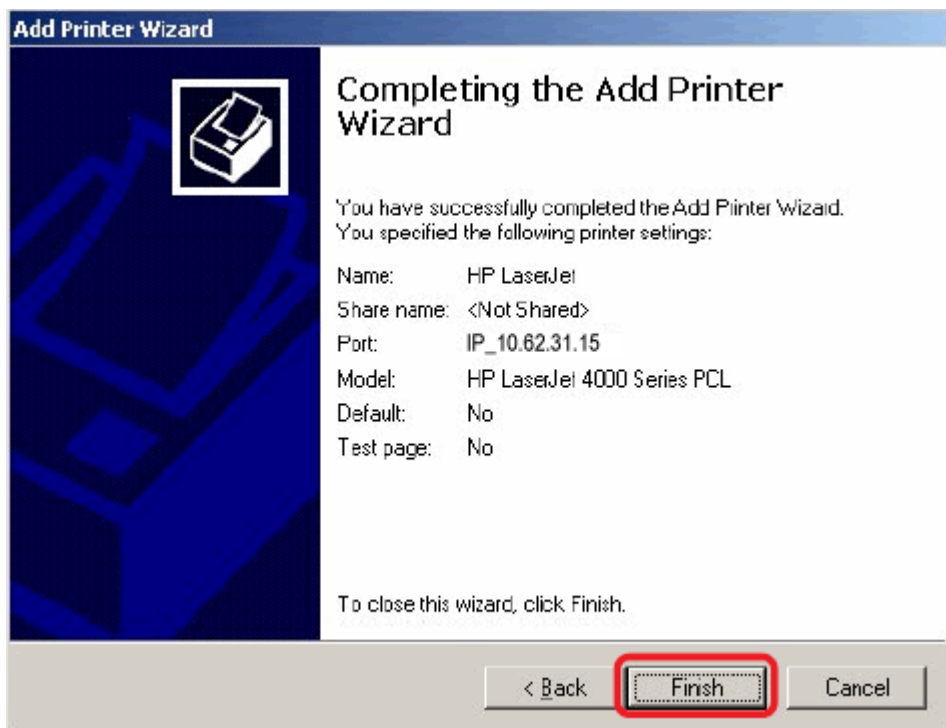 Add Printer Wizard
Completing the Add Printer
Wizard
You have successfully completed the Add Printer Wizard.
You specified the following printer settings:
Name: HP LaserJet
Share name: <Not Shared>
Port: IP_10.62.31.15
Model: HP LaserJet 4000 Series PCL
Default: No
Test page: No
To close this wizard, click Finish.
< Back Finish Cancel